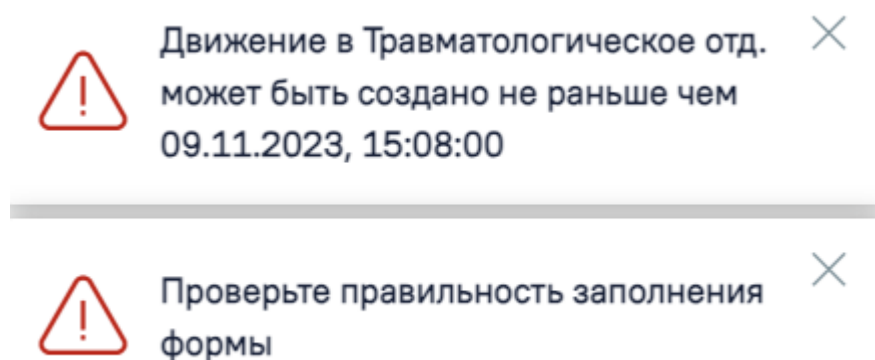 Движение в Травматологическое отд.
может быть создано не раньше чем
09.11.2023, 15:08:00
Проверьте правильность заполнения
формы